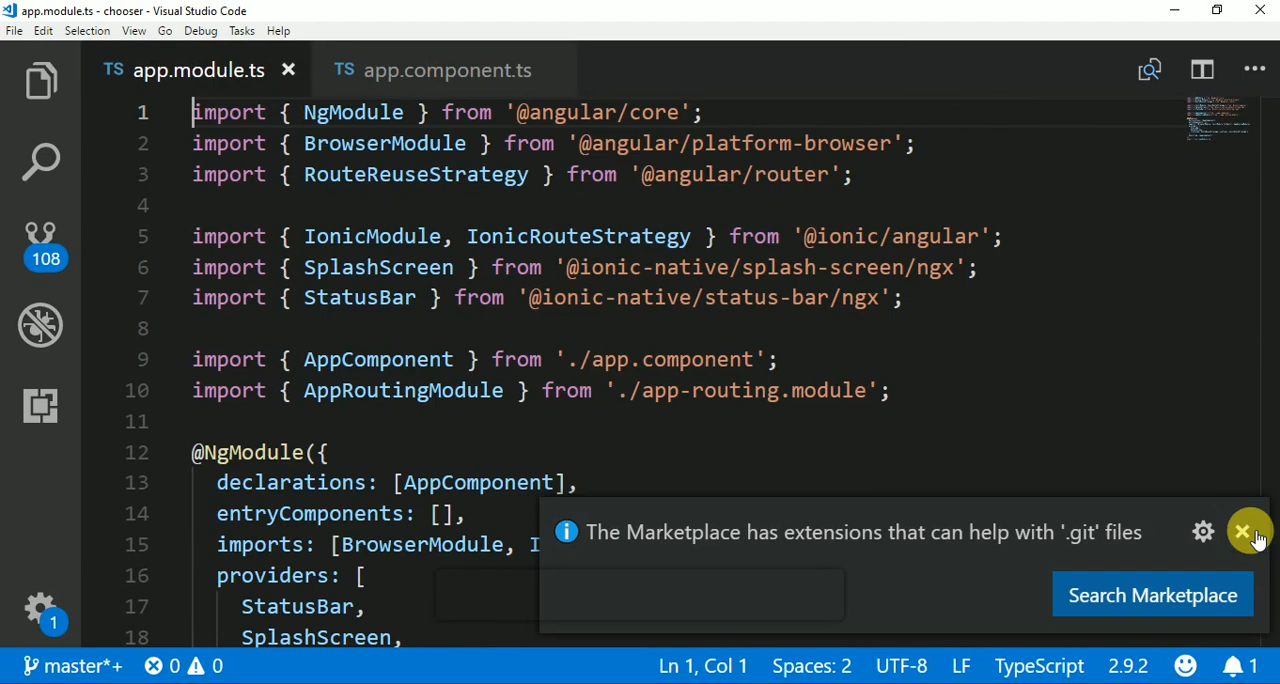 app.module.ts - chooser - Visual Studio Code
File Edit Selection View Go Debug Tasks Help
TS app.module.ts TS app.component.ts
1 import { NgModule } from '@angular/core';
2 import { BrowserModule } from '@angular/platform-browser';
3 import { RouteReuseStrategy } from '@angular/router';
4
5 import { IonicModule, IonicRouteStrategy } from '@ionic/angular';
6 import { SplashScreen } from '@ionic-native/splash-screen/ngx';
7 import { StatusBar } from '@ionic-native/status-bar/ngx';
8
9 import { AppComponent } from './app.component';
10 import { AppRoutingModule } from './app-routing.module';
11
12 @NgModule({
13 declarations: [AppComponent],
14 entryComponents: [],
15 imports: [BrowserModule, I
16 providers: [
17 StatusBar,
18 SplashScreen,
108
1
The Marketplace has extensions that can help with '.git' files
Search Marketplace
master*+ 0 0 Ln 1, Col 1 Spaces: 2 UTF-8 LF TypeScript 2.9.2 1